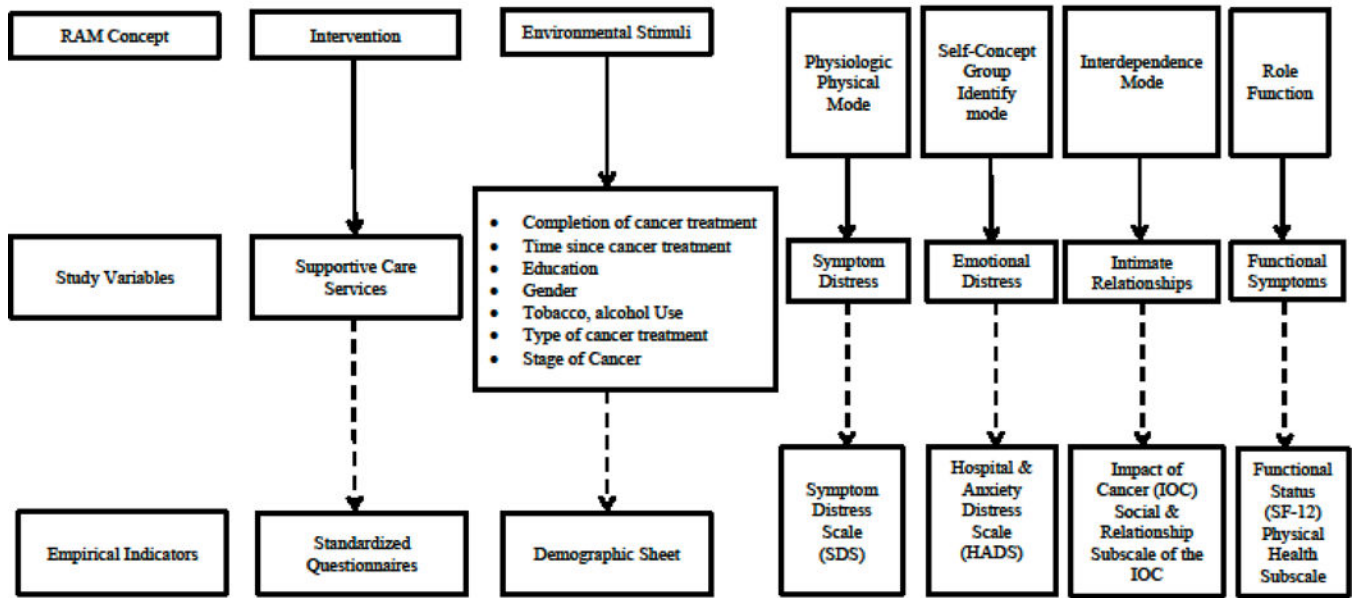 RAM Concept
Intervention
Environmental Stimuli
Physiologic
Physical
Mode
Self-Concept
Group
Identify
mode
Interdependence
Mode
Role
Function
Study Variables
Supportive Care
Services
• Completion of cancer treatment
• Time since cancer treatment
• Education
• Gender
• Tobacco, alcohol Use
• Type of cancer treatment
• Stage of Cancer
Symptom
Distress
Emotional
Distress
Intimate
Relationships
Functional
Symptoms
Empirical Indicators
Standardized
Questionnaires
Demographic Sheet
Symptom
Distress
Scale
(SDS)
Hospital &
Anxiety
Distress
Scale
(HADS)
Impact of
Cancer (IOC)
Social &
Relationship
Subscale of the
IOC
Functional
Status
(SF-12)
Physical
Health
Subscale